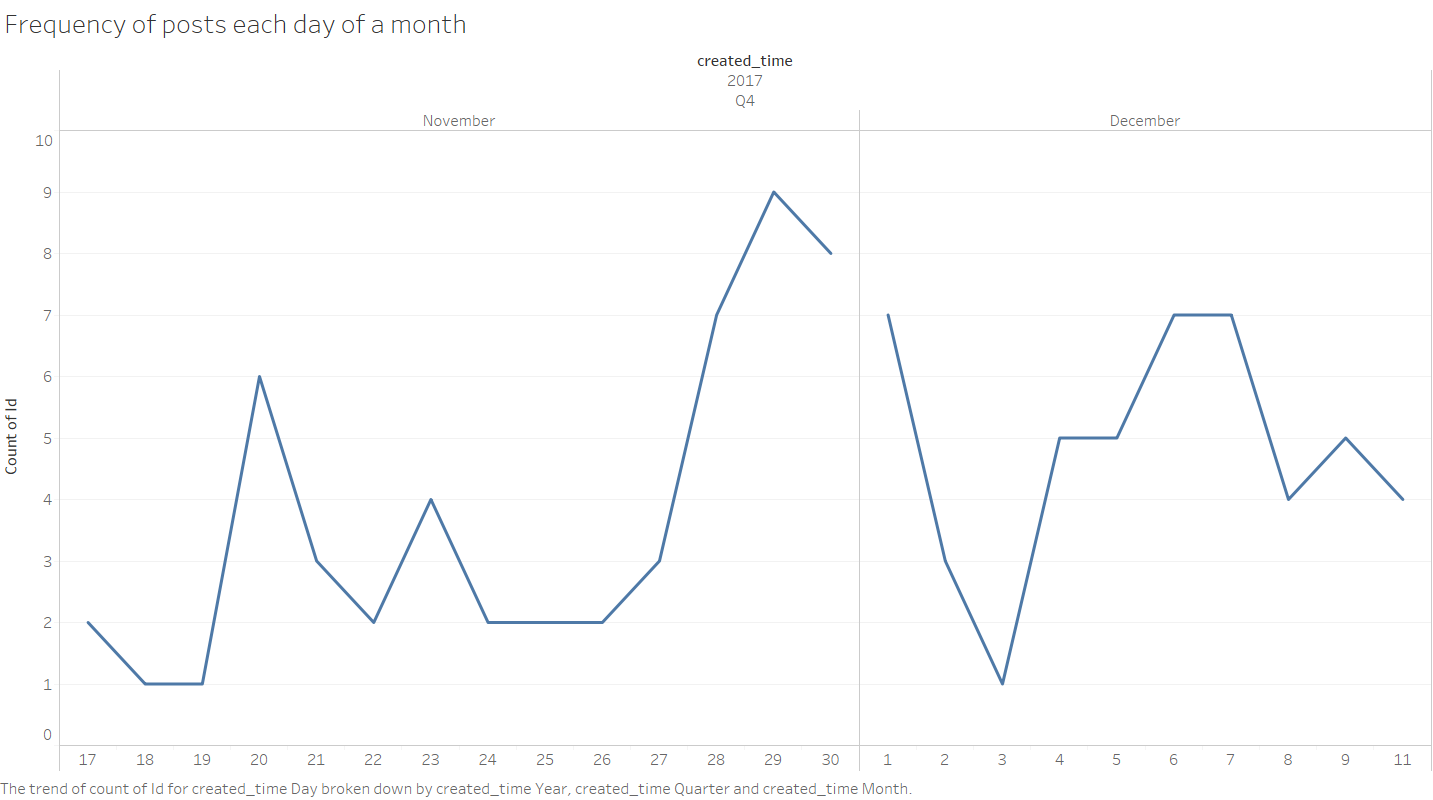 Frequency of posts each day of a month
created_time
2017
Q4
November December
10
9
8
7
6
5
4
3
2
1
0
Count of Id
17 18 19 20 21 22 23 24 25 26 27 28 29 30 1 2 3 4 5 6 7 8 9 11
The trend of count of Id for created_time Day broken down by created_time Year, created_time Quarter and created_time Month.